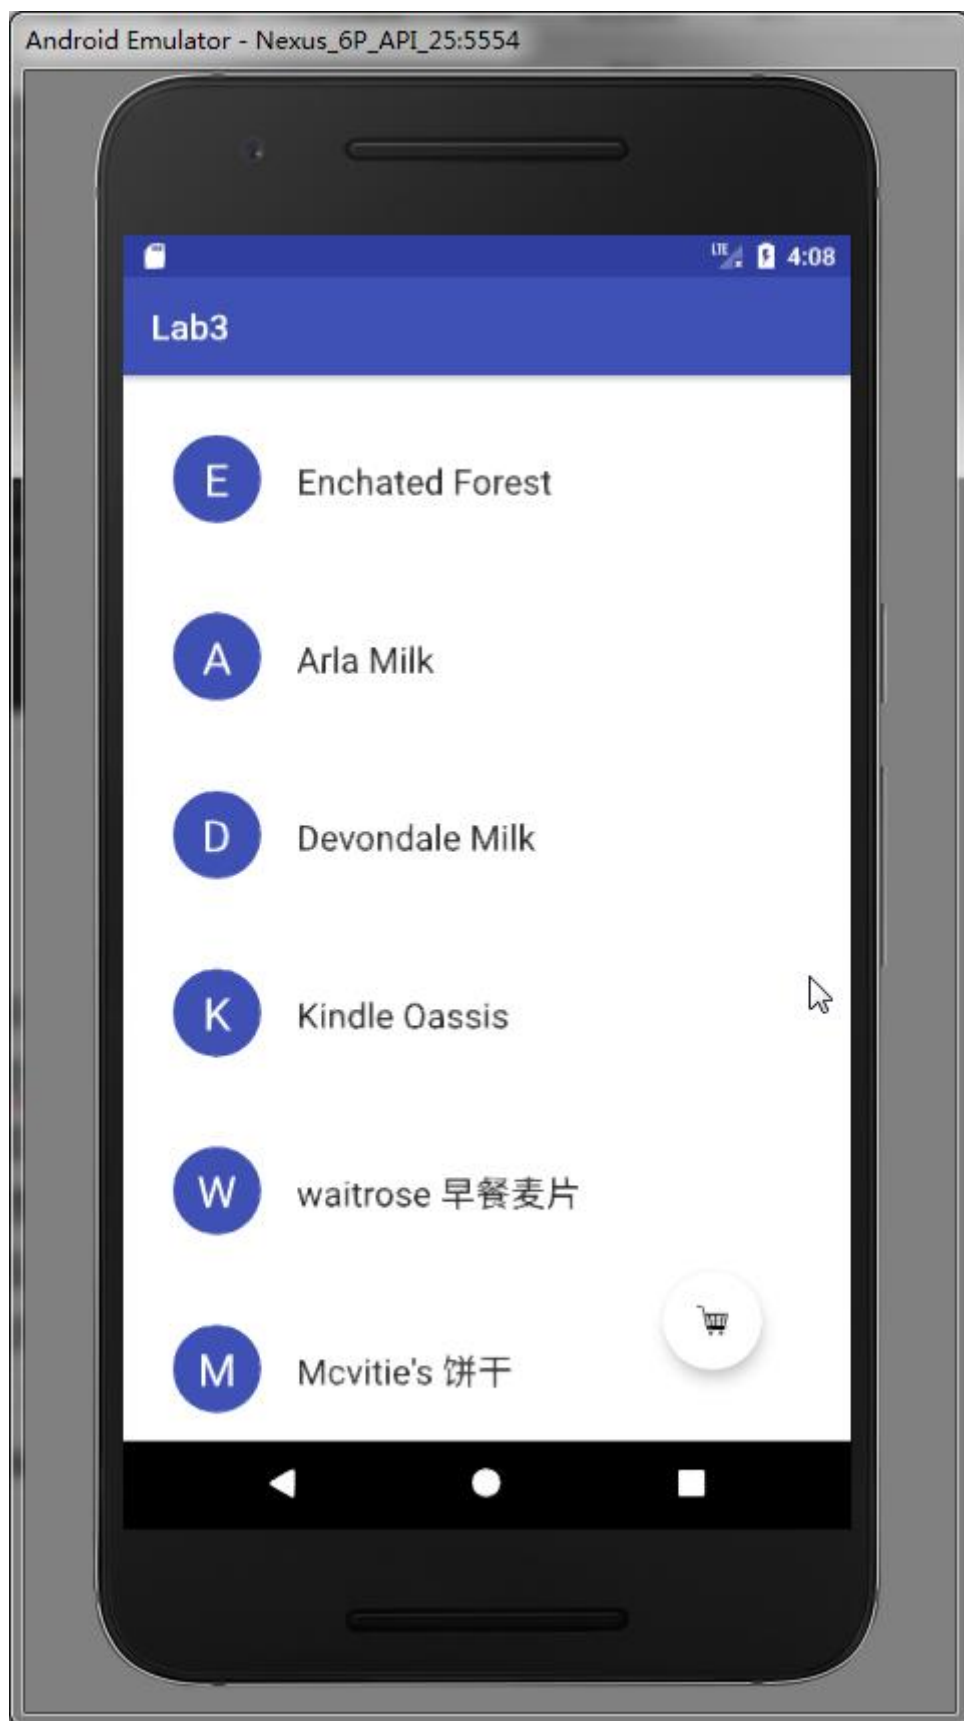 Android Emulator - Nexus_6P_API_25:5554
LTE 4:08
Lab3
E Enchated Forest
A Arla Milk
D Devondale Milk
K Kindle Oassis
W waitrose 早餐麦片
M Mcvitie's 饼干